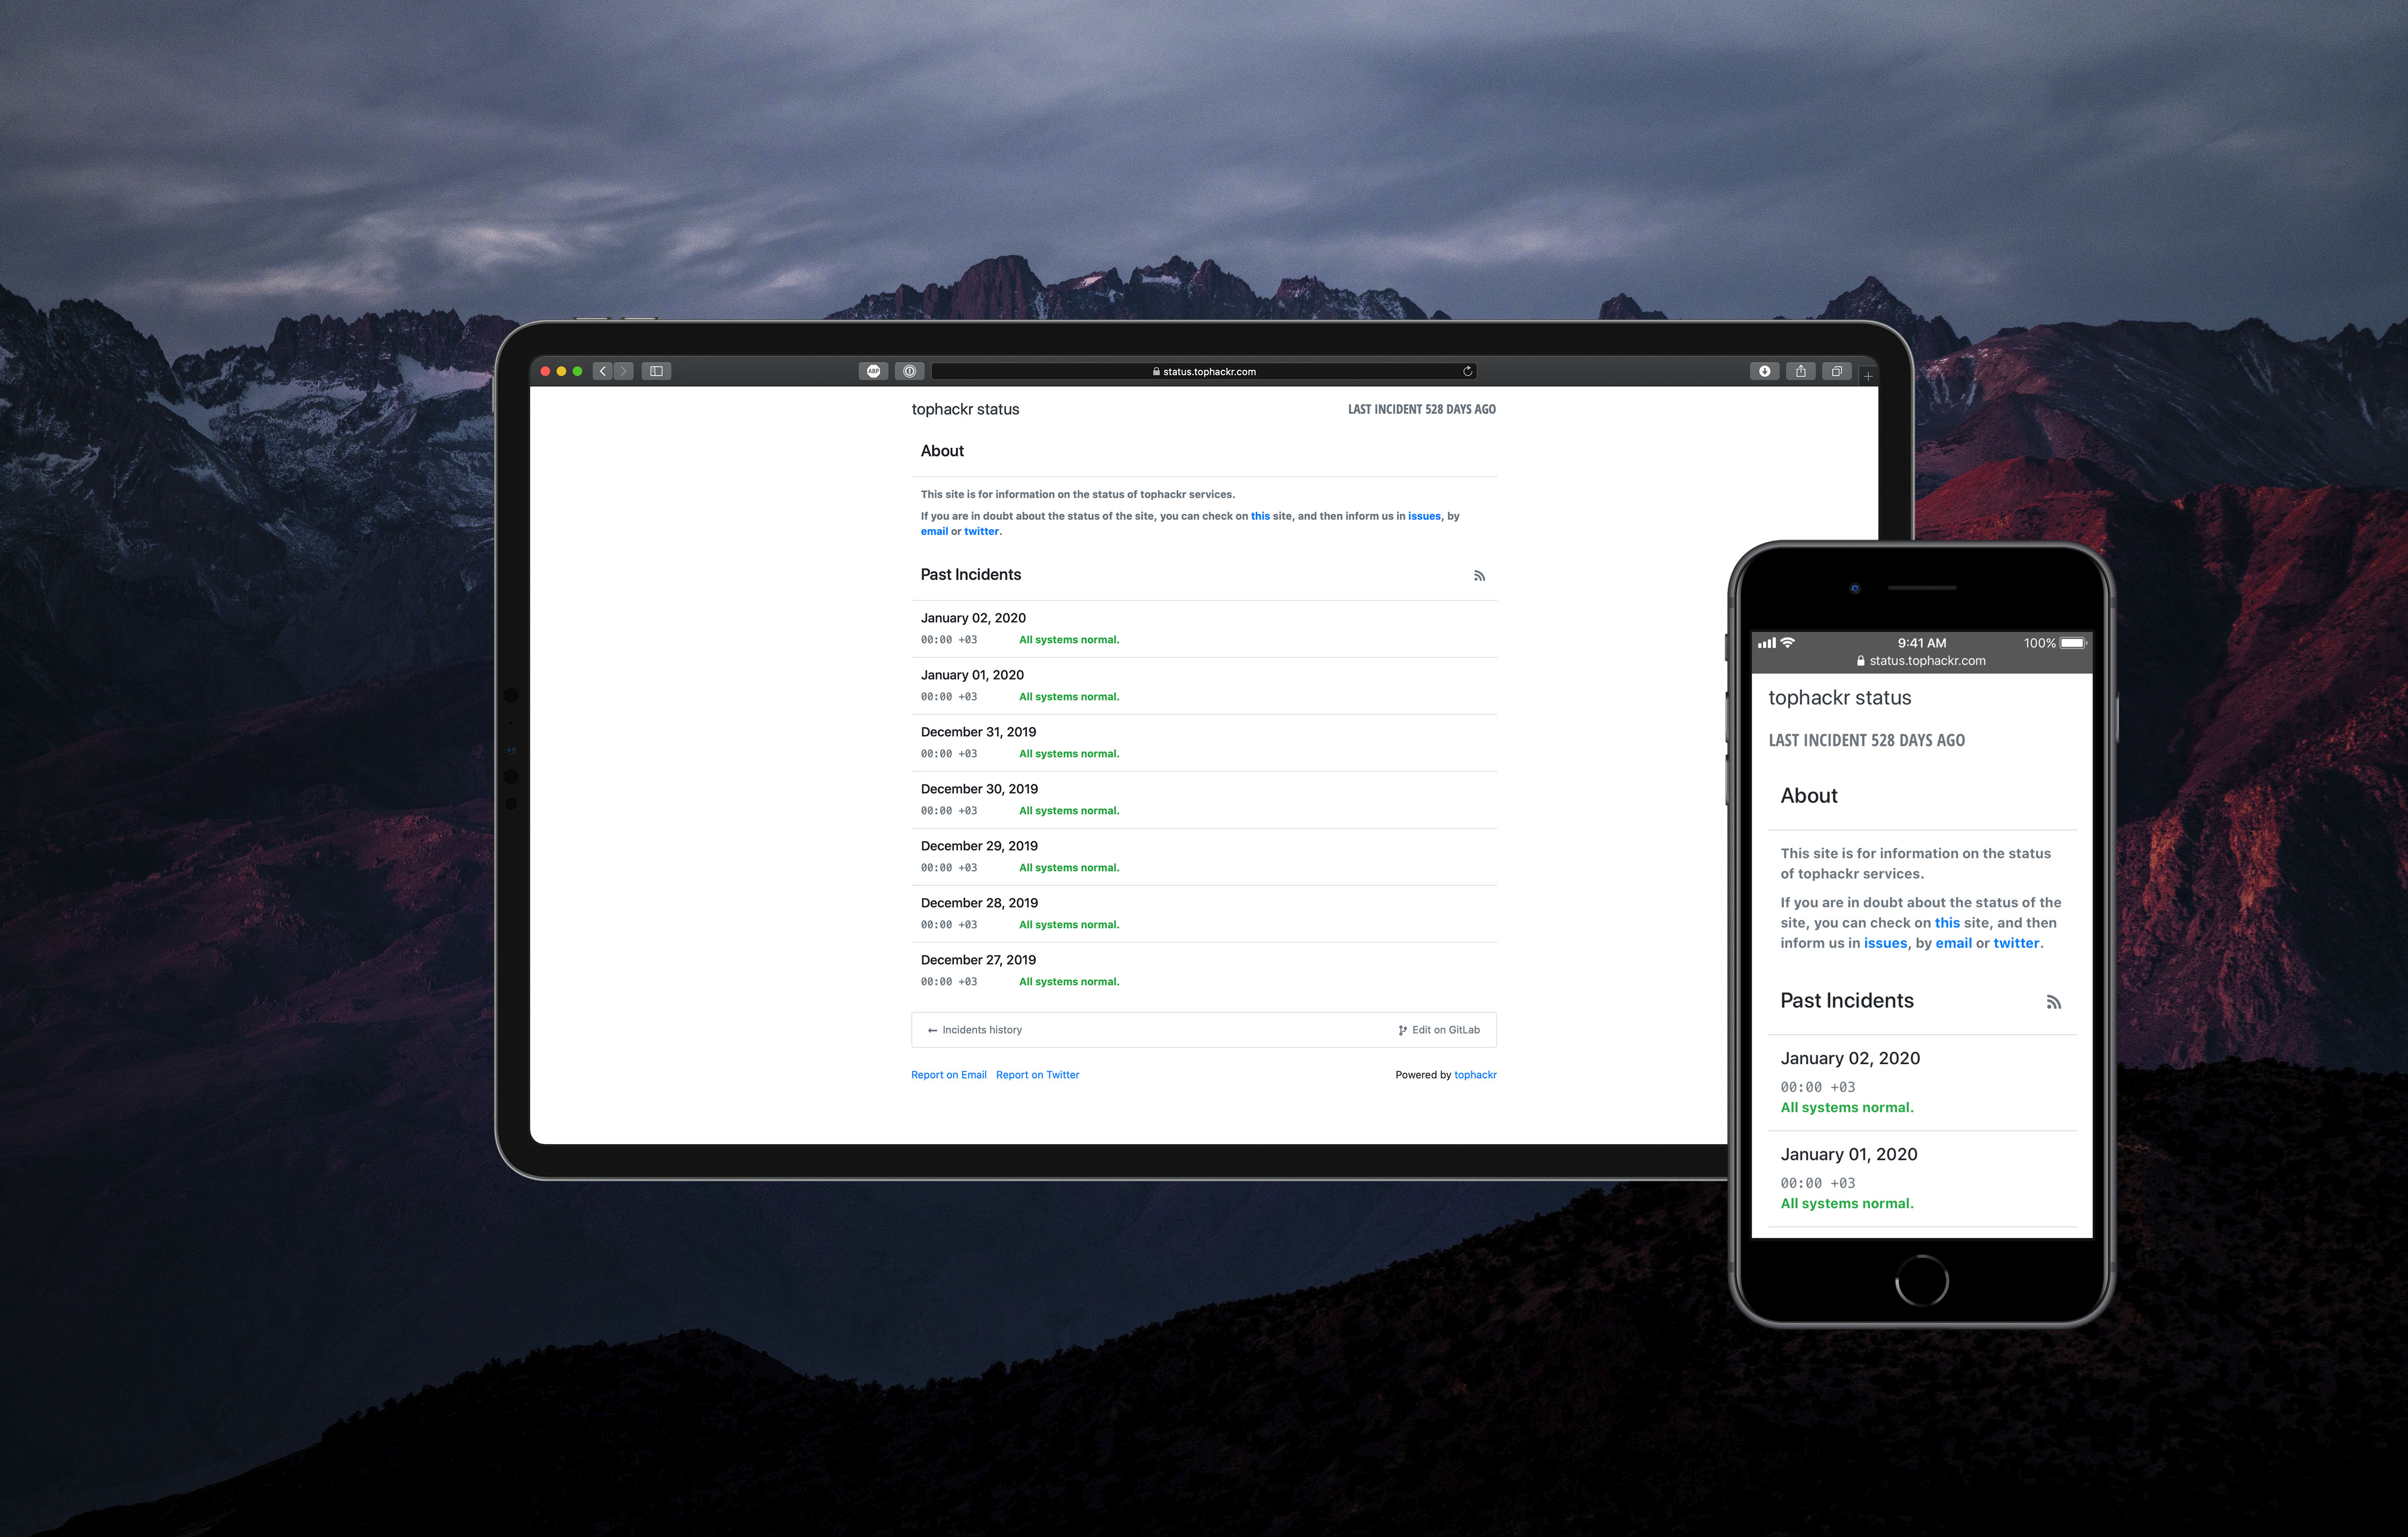 ABP
status.tophackr.com
tophackr status
LAST INCIDENT 528 DAYS AGO
About
This site is for information on the status of tophackr services.
If you are in doubt about the status of the site, you can check on this site, and then inform us in issues, by
email or twitter.
Past Incidents
January 02, 2020
00:00 +03 All systems normal.
January 01, 2020
00:00 +03 All systems normal.
December 31, 2019
00:00 +03 All systems normal.
December 30, 2019
00:00 +03 All systems normal.
December 29, 2019
00:00 +03 All systems normal.
December 28, 2019
00:00 +03 All systems normal.
December 27, 2019
00:00 +03 All systems normal.
Incidents history
Edit on GitLab
Report on Email Report on Twitter
Powered by tophackr
9:41 AM
100%
status.tophackr.com
tophackr status
LAST INCIDENT 528 DAYS AGO
About
This site is for information on the status
of tophackr services.
If you are in doubt about the status of the
site, you can check on this site, and then
inform us in issues, by email or twitter.
Past Incidents
January 02, 2020
00:00 +03
All systems normal.
January 01, 2020
00:00 +03
All systems normal.